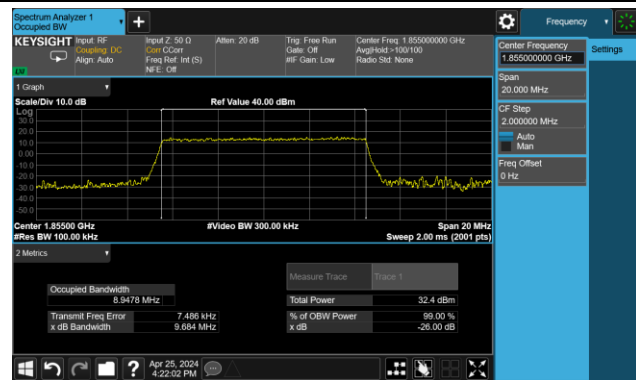 Spectrum Analyzer 1
Occupied BW
Frequency
KEYSIGHT
Input: RF
Coupling: DC
Align: Auto
Input Z: 50 Ω
Corr CCorr
Freq Ref: Int (S)
NFE: Off
Atten: 20 dB
Trig: Free Run
Gate: Off
#IF Gain: Low
Center Freq: 1.855000000 GHz
Avg|Hold:>100/100
Radio Std: None
Center Frequency
1.855000000 GHz
Settings
Span
20.000 MHz
CF Step
2.000000 MHz
Auto
Man
Freq Offset
0 Hz
1 Graph
Scale/Div 10.0 dB
Ref Value 40.00 dBm
Log
30.0
20.0
10.0
0.00
-10.0
-20.0
-30.0
-40.0
-50.0
Center 1.85500 GHz
#Video BW 300.00 kHz
Span 20 MHz
#Res BW 100.00 kHz
Sweep 2.00 ms (2001 pts)
2 Metrics
Measure Trace
Trace 1
Occupied Bandwidth
8.9478 MHz
Total Power
32.4 dBm
Transmit Freq Error
7.486 kHz
% of OBW Power
99.00 %
x dB Bandwidth
9.684 MHz
x dB
-26.00 dB
?
Apr 25, 2024
4:22:02 PM